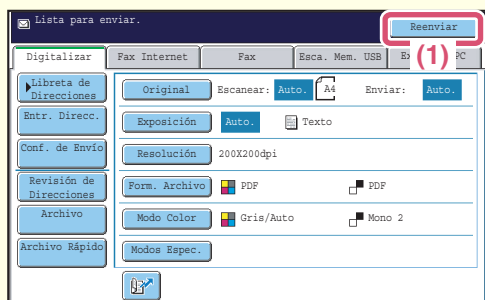 Lista para enviar.
Reenviar
Digitalizar Fax Internet Fax Esca. Mem. USB (1) PC
Libreta de Direcciones
Original Escanear: Auto. A4 Enviar: Auto.
Entr. Direcc.
Exposición Auto. Texto
Conf. de Envío
Resolución 200X200dpi
Revisión de Direcciones
Form. Archivo PDF PDF
Archivo
Modo Color Gris/Auto Mono 2
Archivo Rápido
Modos Espec.